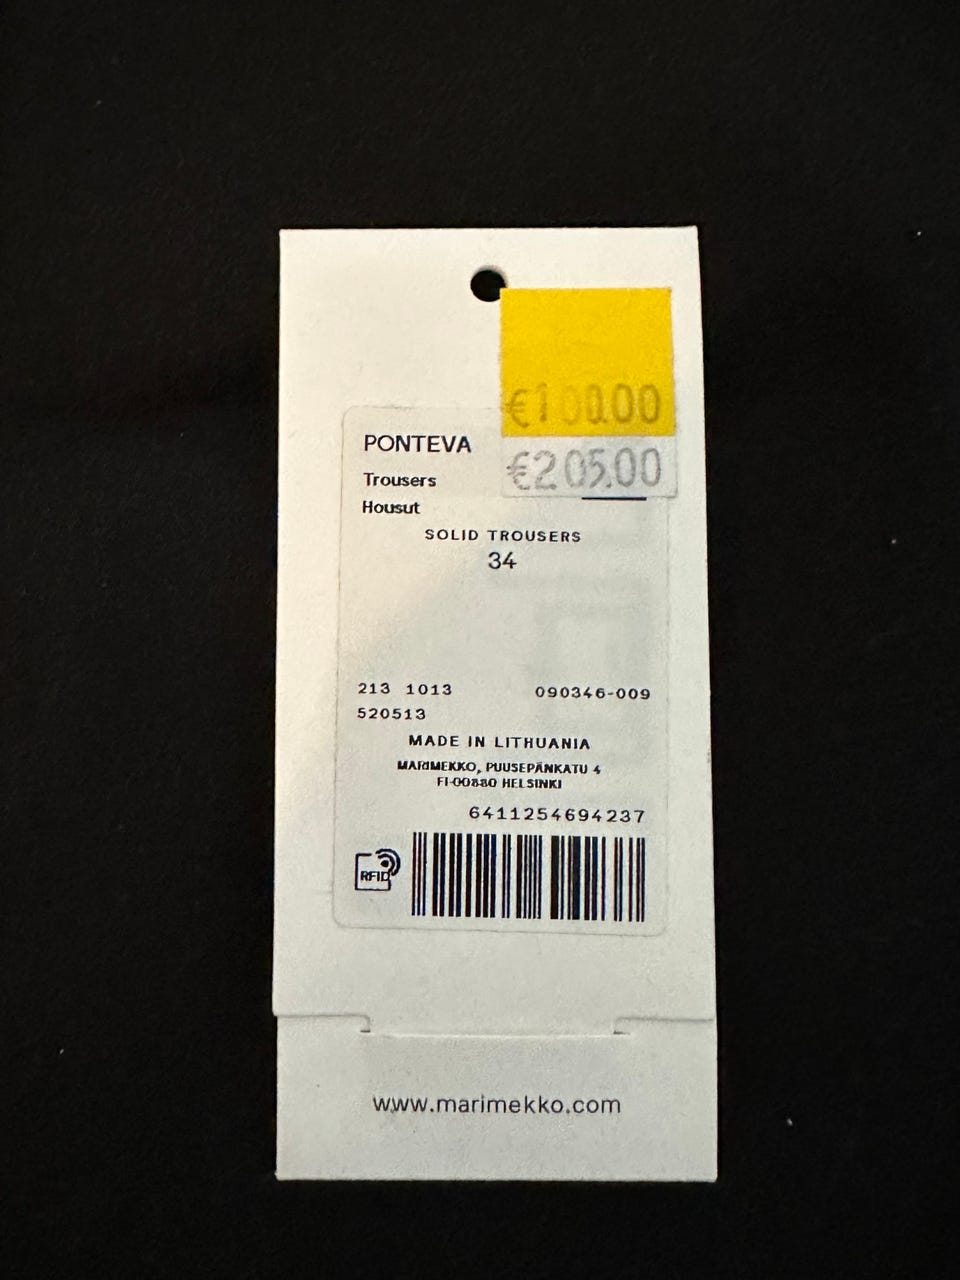 €100.00
€205.00
PONTEVA
Trousers
Housut
SOLID TROUSERS
34
213 1013 090346-009
520513
MADE IN LITHUANIA
MARIMEKKO, PUUSEPÄNKATU 4
FI-00880 HELSINKI
6411254694237
RFID
www.marimekko.com